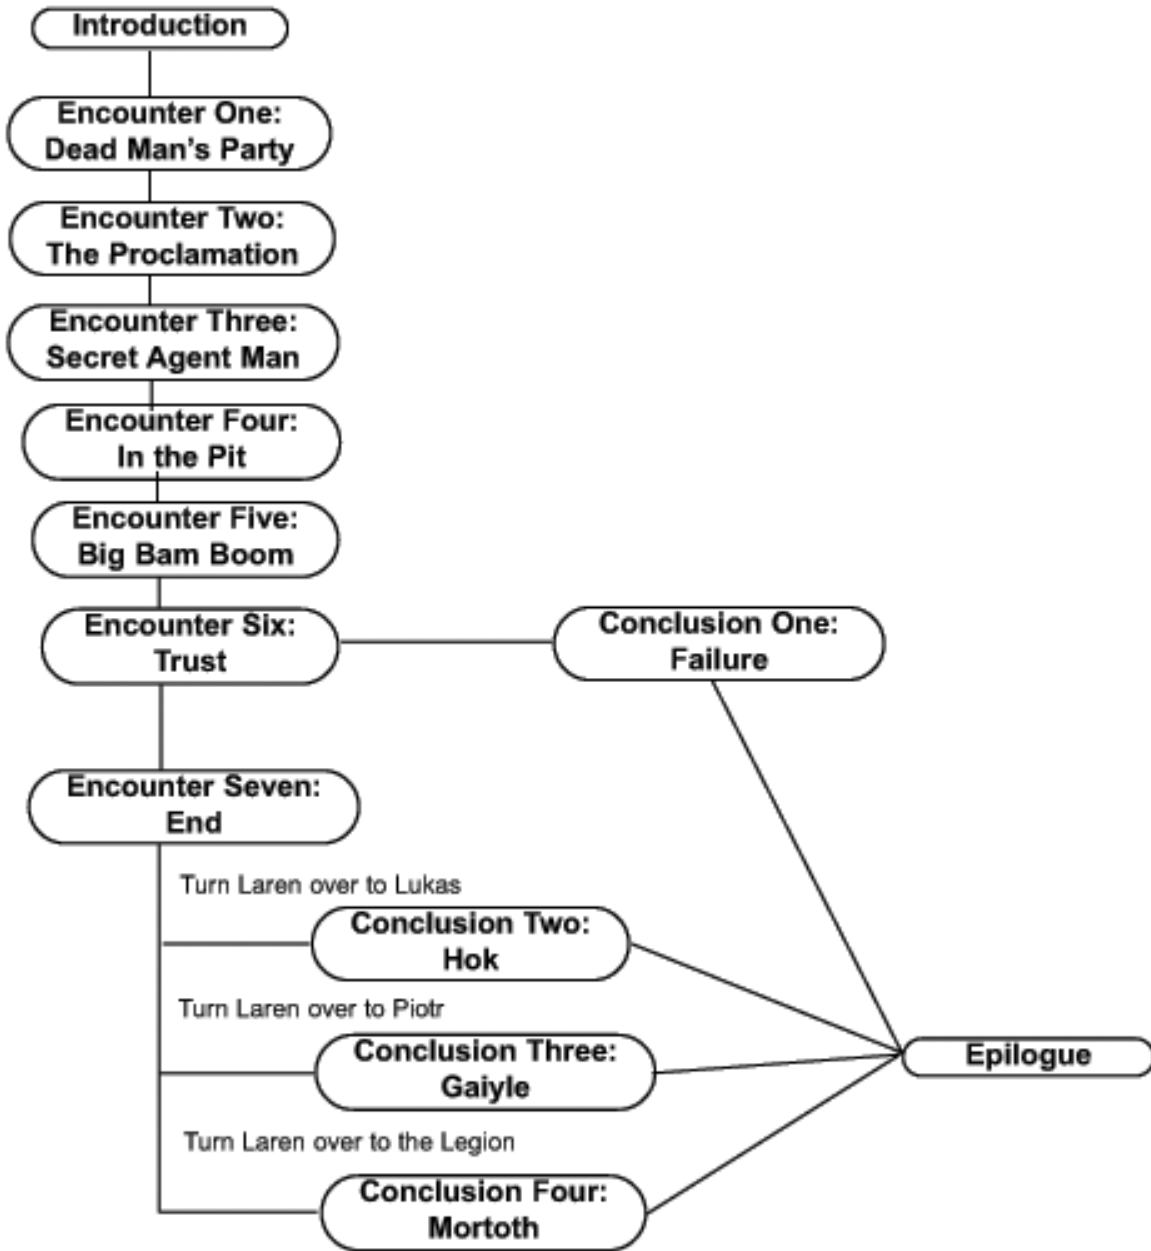 Introduction
Encounter One:
Dead Man's Party
Encounter Two:
The Proclamation
Encounter Three:
Secret Agent Man
Encounter Four:
In the Pit
Encounter Five:
Big Bam Boom
Encounter Six:
Trust
Conclusion One:
Failure
Encounter Seven:
End
Turn Laren over to Lukas
Conclusion Two:
Hok
Turn Laren over to Piotr
Conclusion Three:
Gaiyle
Epilogue
Turn Laren over to the Legion
Conclusion Four:
Mortoth